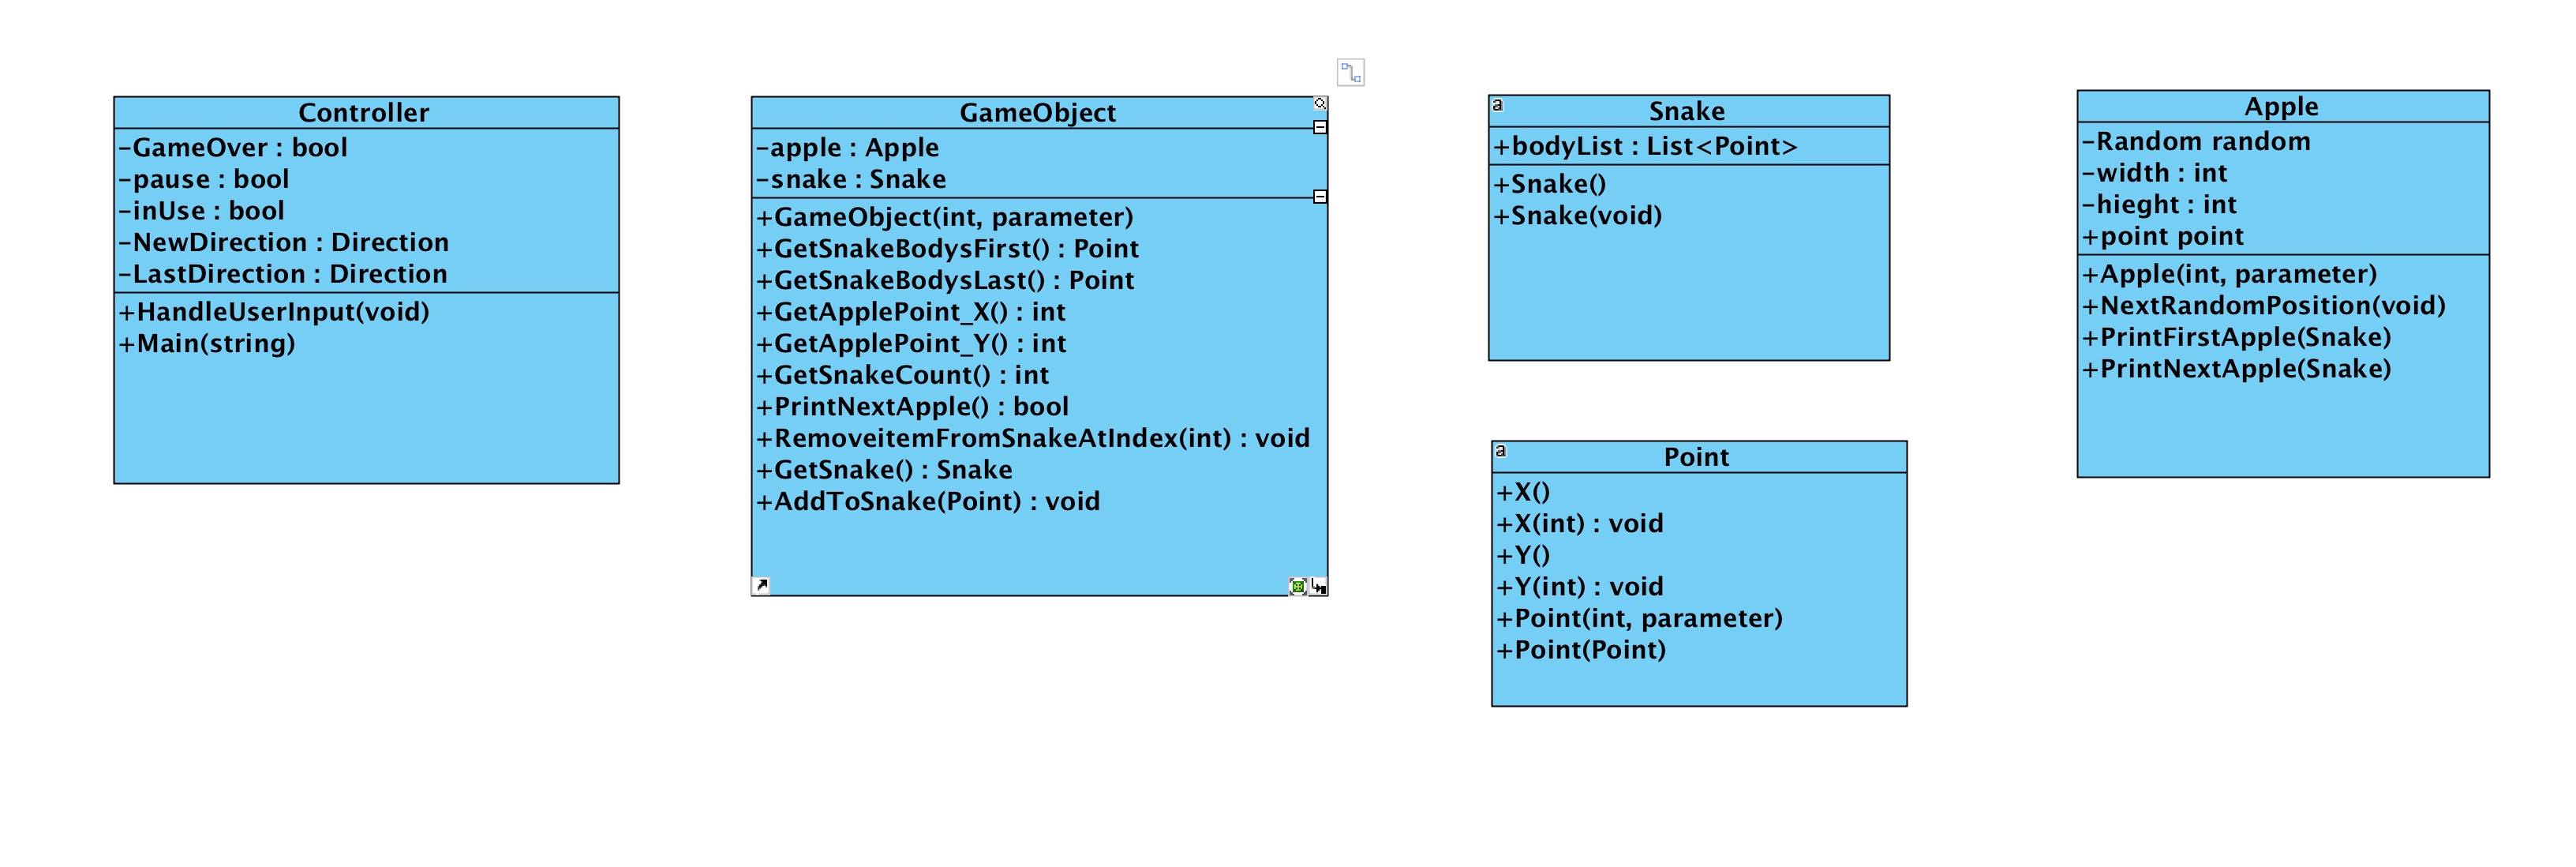 Controller
-GameOver : bool
-pause : bool
-inUse : bool
-NewDirection : Direction
-LastDirection : Direction
+HandleUserInput(void)
+Main(string)
GameObject
-apple : Apple
-snake : Snake
+GameObject(int, parameter)
+GetSnakeBodysFirst() : Point
+GetSnakeBodysLast() : Point
+GetApplePoint_X() : int
+GetApplePoint_Y() : int
+GetSnakeCount() : int
+PrintNextApple() : bool
+RemoveitemFromSnakeAtIndex(int) : void
+GetSnake() : Snake
+AddToSnake(Point) : void
a
Snake
+bodyList : List<Point>
+Snake()
+Snake(void)
a
Point
+X()
+X(int) : void
+Y()
+Y(int) : void
+Point(int, parameter)
+Point(Point)
Apple
-Random random
-width : int
-hieght : int
+point point
+Apple(int, parameter)
+NextRandomPosition(void)
+PrintFirstApple(Snake)
+PrintNextApple(Snake)